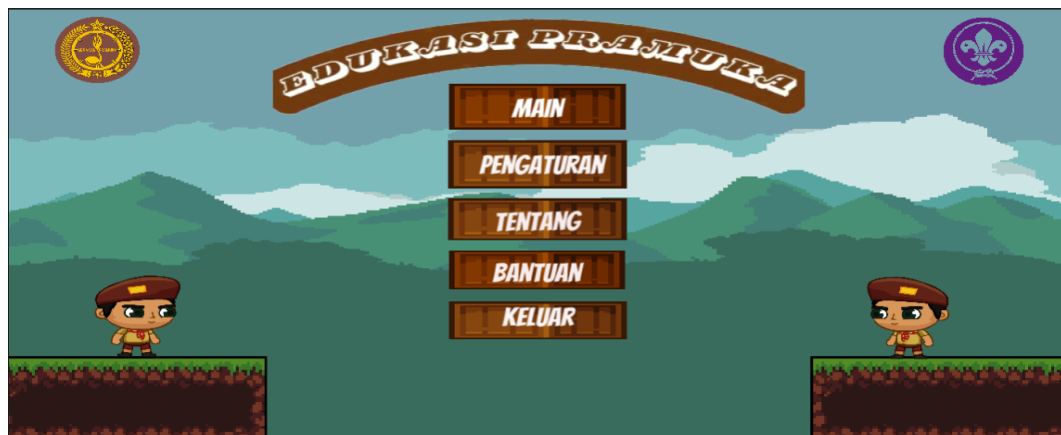 EDUKASI PRAMUKA
MAIN
PENGATURAN
TENTANG
BANTUAN
KELUAR